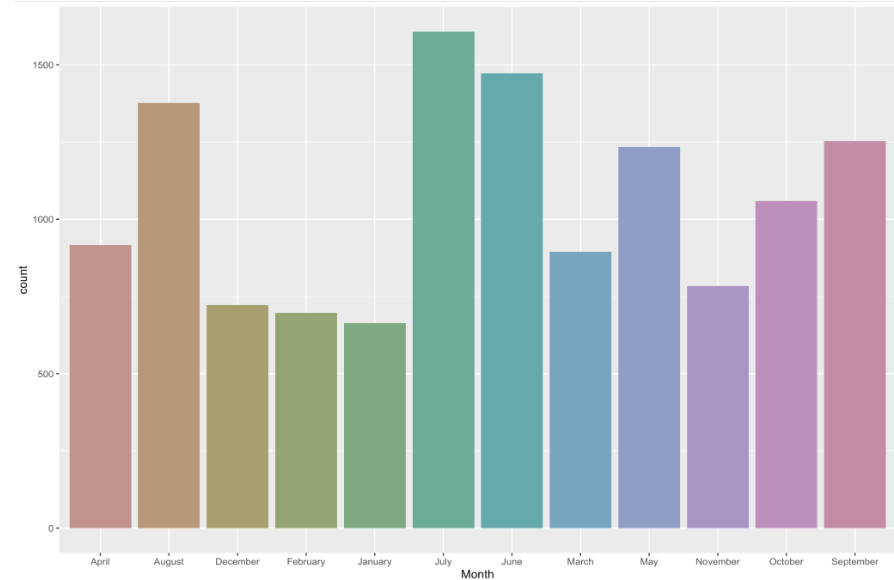 1500
1000
500
0
count
April August December February January July June March May November October September
Month